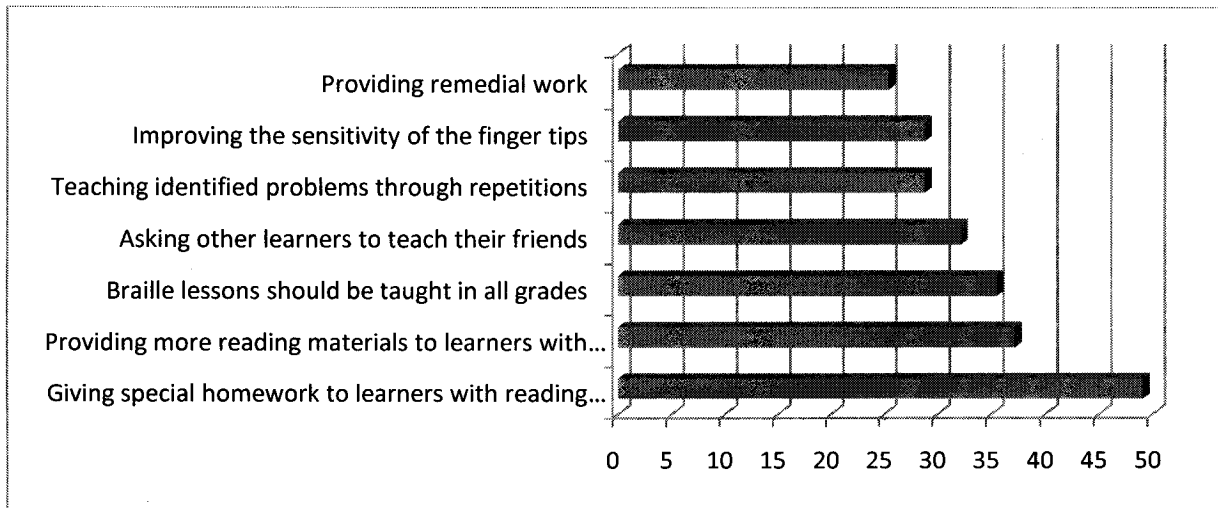 Providing remedial work
Improving the sensitivity of the finger tips
Teaching identified problems through repetitions
Asking other learners to teach their friends
Braille lessons should be taught in all grades
Providing more reading materials to learners with...
Giving special homework to learners with reading...
0 5 10 15 20 25 30 35 40 45 50